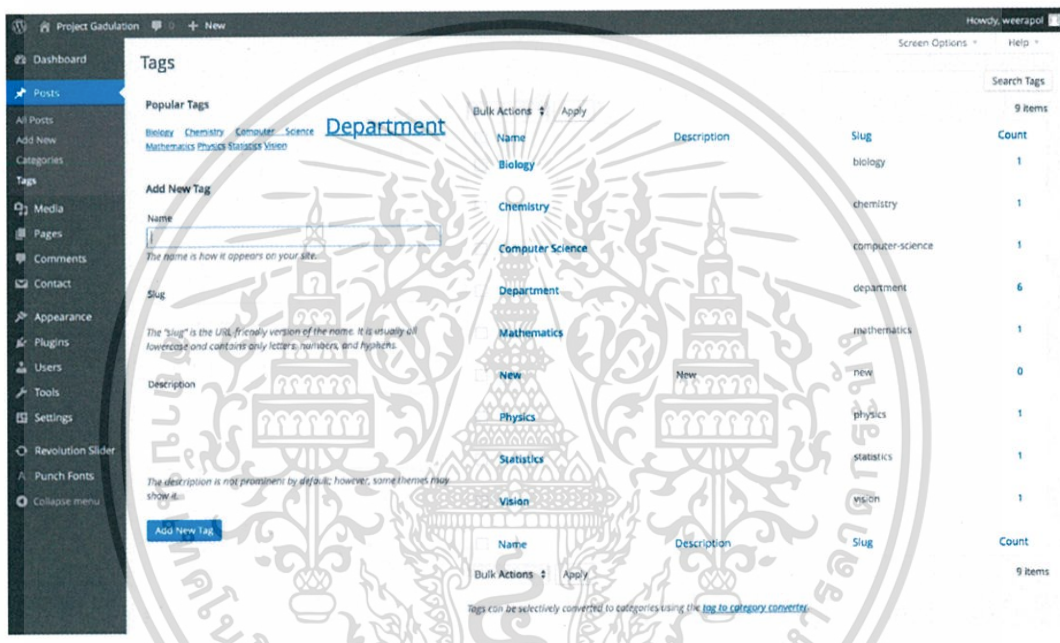 Project Gadulation 0 + New
Howdy, weerapol
Screen Options Help
Dashboard
Posts
All Posts
Add New
Categories
Tags
Media
Pages
Comments
Contact
Appearance
Plugins
Users
Tools
Settings
Revolution Slider
Punch Fonts
Collapse menu
Tags
Popular Tags
Biology Chemistry Computer Science Department
Mathematics Physics Statistics Vision
Add New Tag
Name
The name is how it appears on your site.
Slug
The "slug" is the URL-friendly version of the name. It is usually all
lowercase and contains only letters, numbers, and hyphens.
Description
The description is not prominent by default; however, some themes may
show it.
Add New Tag
Search Tags
Bulk Actions Apply 9 items
Name Description Slug Count
Biology biology 1
Chemistry chemistry 1
Computer Science computer-science 1
Department department 6
Mathematics mathematics 1
New New new 0
Physics physics 1
Statistics statistics 1
Vision vision 1
Name Description Slug Count
Bulk Actions Apply 9 items
Tags can be selectively converted to categories using the tag to category converter.